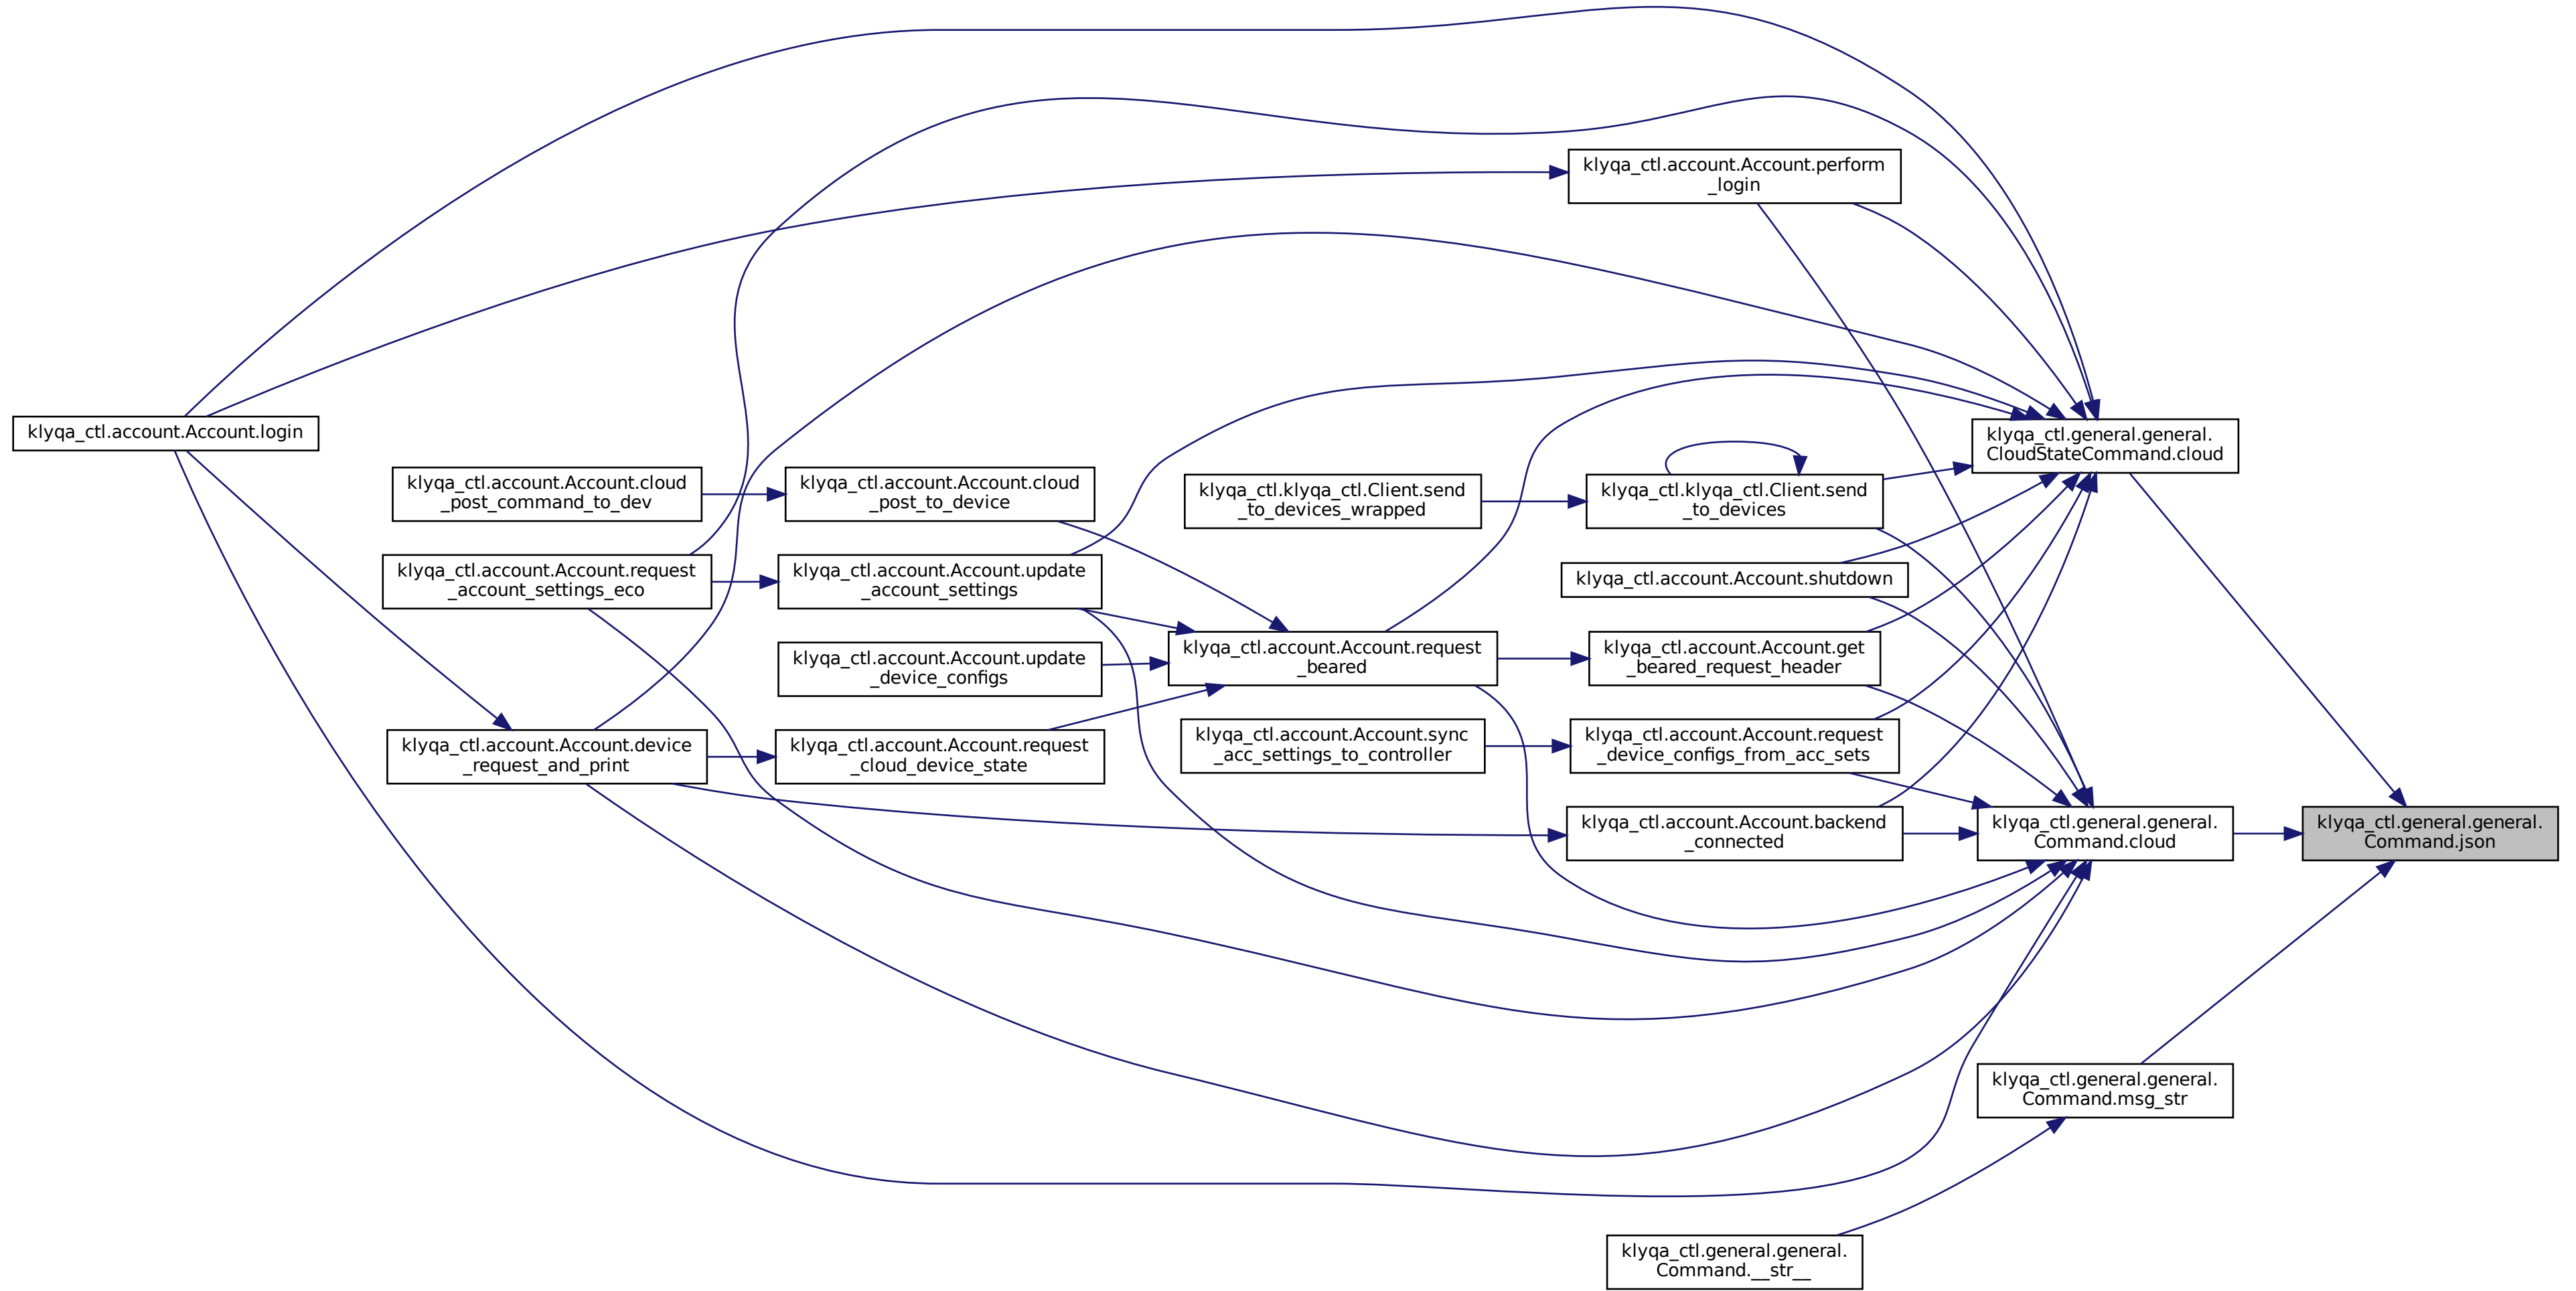 klyqa_ctl.account.Account.perform
_login
klyqa_ctl.general.general.
CloudStateCommand.cloud
klyqa_ctl.account.Account.login
klyqa_ctl.account.Account.cloud
_post_command_to_dev
klyqa_ctl.account.Account.cloud
_post_to_device
klyqa_ctl.klyqa_ctl.Client.send
_to_devices_wrapped
klyqa_ctl.klyqa_ctl.Client.send
_to_devices
klyqa_ctl.account.Account.request
_account_settings_eco
klyqa_ctl.account.Account.update
_account_settings
klyqa_ctl.account.Account.shutdown
klyqa_ctl.account.Account.update
_device_configs
klyqa_ctl.account.Account.request
_beared
klyqa_ctl.account.Account.get
_beared_request_header
klyqa_ctl.account.Account.device
_request_and_print
klyqa_ctl.account.Account.request
_cloud_device_state
klyqa_ctl.account.Account.sync
_acc_settings_to_controller
klyqa_ctl.account.Account.request
_device_configs_from_acc_sets
klyqa_ctl.account.Account.backend
_connected
klyqa_ctl.general.general.
Command.cloud
klyqa_ctl.general.general.
Command.json
klyqa_ctl.general.general.
Command.msg_str
klyqa_ctl.general.general.
Command.__str__